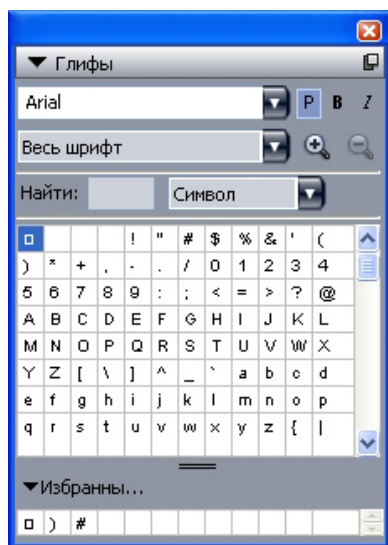 Глифы
Arial P B I
Весь шрифт
Найти: Символ
! " # $ % & ' (
) * + , - . / 0 1 2 3 4
5 6 7 8 9 : ; < = > ? @
A B C D E F G H I J K L
M N O P Q R S T U V W X
Y Z [ \ ] ^ _ ` a b c d
e f g h i j k l m n o p
q r s t u v w x y z { |
Избранны...
) #